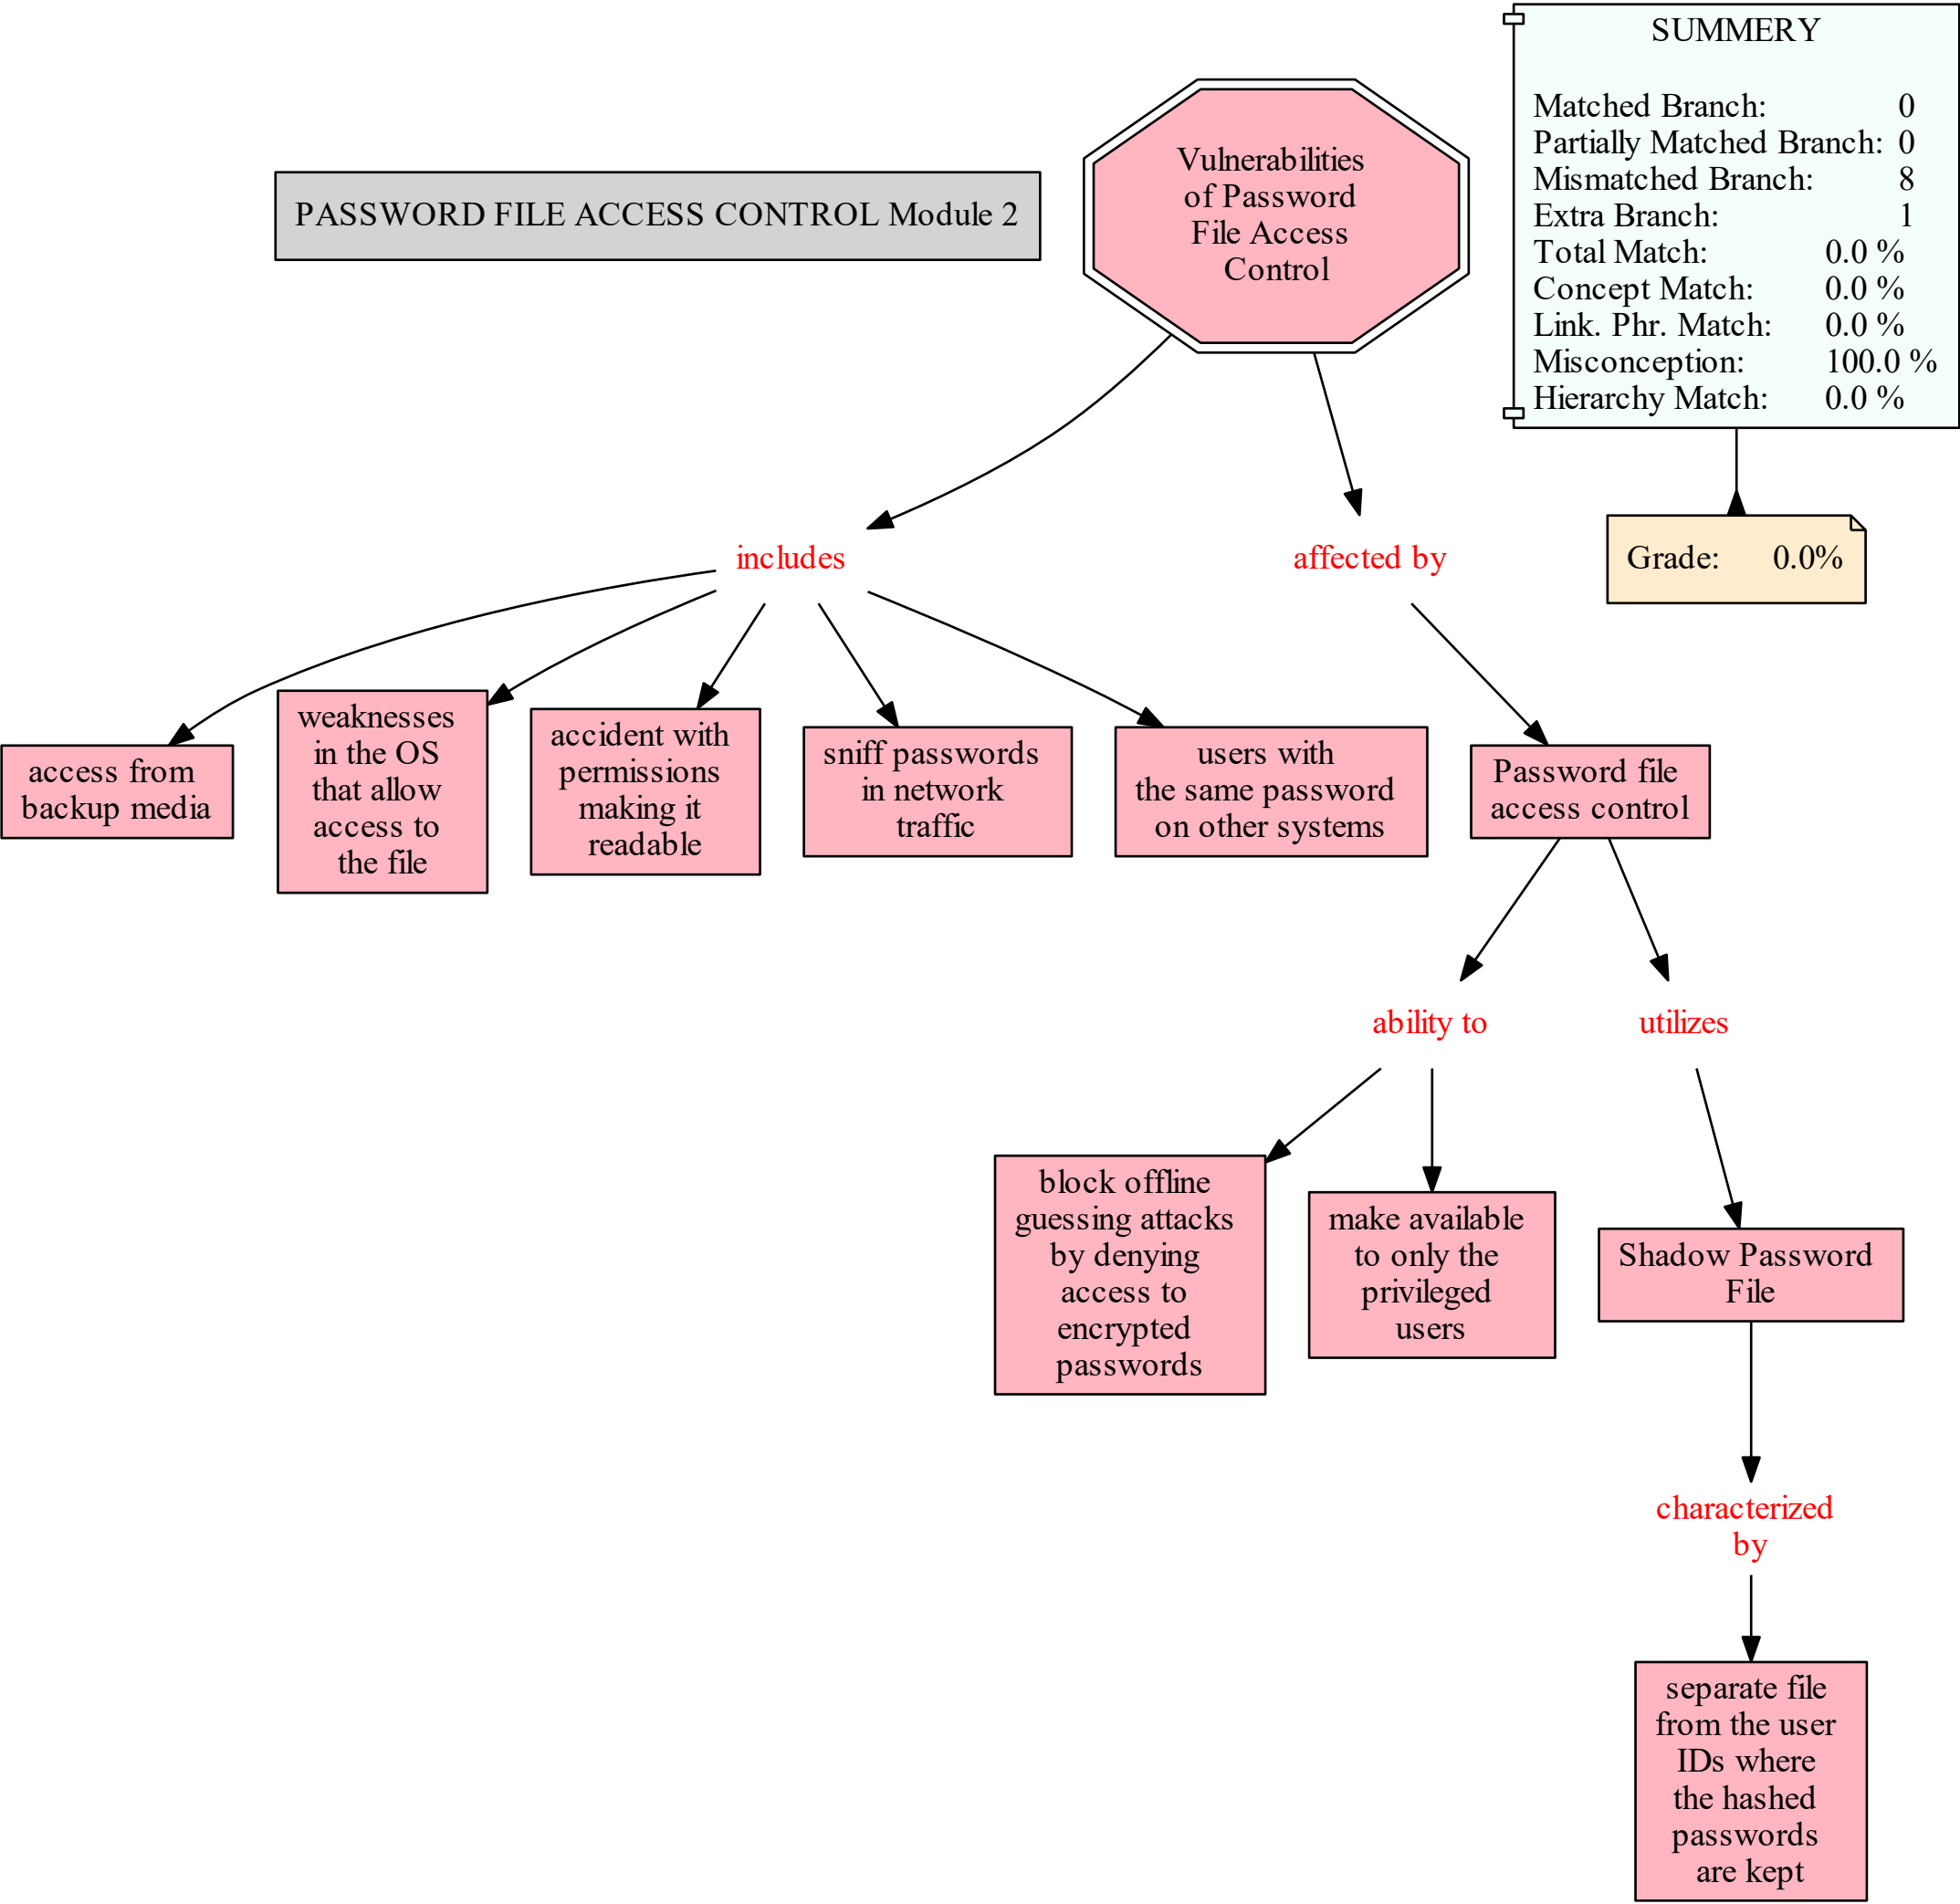 SUMMERY
Matched Branch: 0
Partially Matched Branch: 0
Mismatched Branch: 8
Extra Branch: 1
Total Match: 0.0 %
Concept Match: 0.0 %
Link. Phr. Match: 0.0 %
Misconception: 100.0 %
Hierarchy Match: 0.0 %
PASSWORD FILE ACCESS CONTROL Module 2
Vulnerabilities
of Password
File Access
Control
includes
affected by
Grade: 0.0%
access from
backup media
weaknesses
in the OS
that allow
access to
the file
accident with
permissions
making it
readable
sniff passwords
in network
traffic
users with
the same password
on other systems
Password file
access control
ability to
utilizes
block offline
guessing attacks
by denying
access to
encrypted
passwords
make available
to only the
privileged
users
Shadow Password
File
characterized
by
separate file
from the user
IDs where
the hashed
passwords
are kept